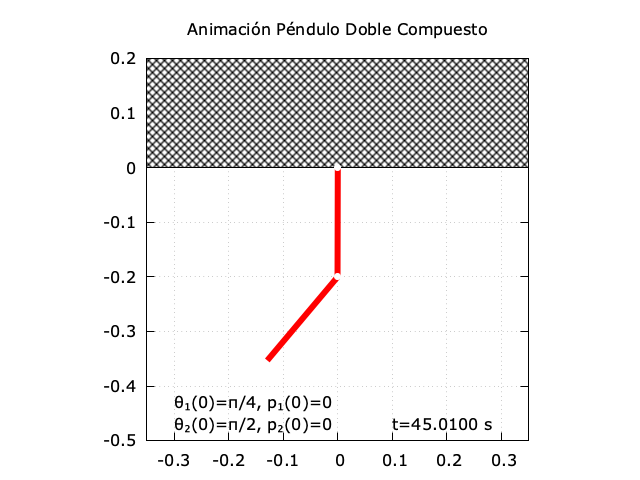 Animación Péndulo Doble Compuesto
0.2
0.1
0
-0.1
-0.2
-0.3
-0.4
-0.5
θ₁(0)=π/4, p₁(0)=0
θ₂(0)=π/2, p₂(0)=0 t=45.0100 s
-0.3 -0.2 -0.1 0 0.1 0.2 0.3